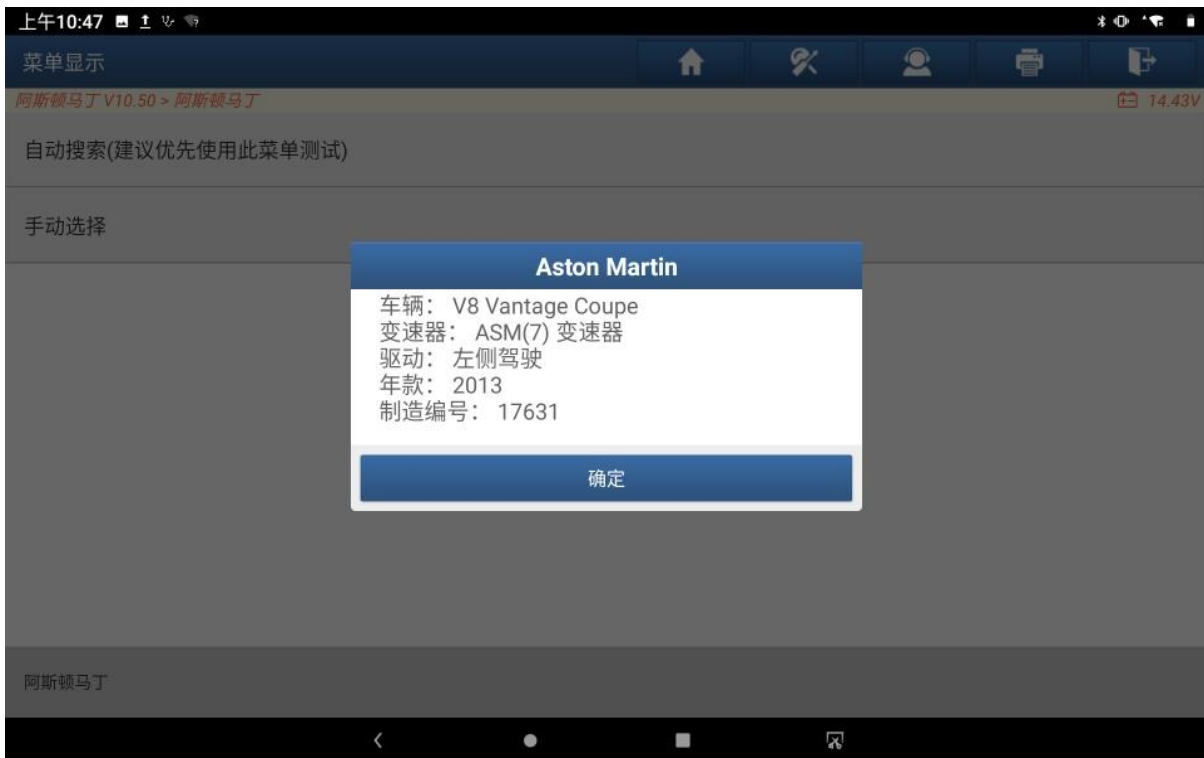 上午10:47
菜单显示
阿斯顿马丁 V10.50 > 阿斯顿马丁
14.43V
自动搜索(建议优先使用此菜单测试)
手动选择
Aston Martin
车辆： V8 Vantage Coupe
变速器： ASM(7) 变速器
驱动： 左侧驾驶
年款： 2013
制造编号： 17631
确定
阿斯顿马丁